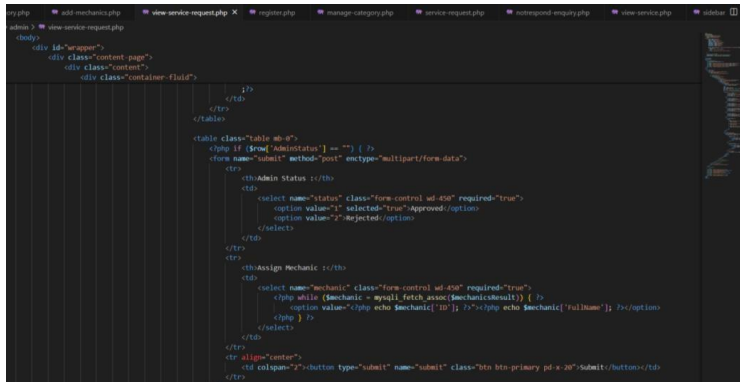 ory.php add-mechanics.php view-service-request.php X register.php manage-category.php service-request.php notrespond-enquiry.php view-service.php sidebar
admin > view-service-request.php
<body>
<div id="wrapper">
<div class="content-page">
<div class="content">
<div class="container-fluid">
;?>
</td>
</tr>
</table>
<table class="table mb-0">
<?php if ($row['AdminStatus'] == "") { ?>
<form name="submit" method="post" enctype="multipart/form-data">
<tr>
<th>Admin Status :</th>
<td>
<select name="status" class="form-control wd-450" required="true">
<option value="1" selected="true">Approved</option>
<option value="2">Rejected</option>
</select>
</td>
</tr>
<tr>
<th>Assign Mechanic :</th>
<td>
<select name="mechanic" class="form-control wd-450" required="true">
<?php while ($mechanic = mysqli_fetch_assoc($mechanicsResult)) { ?>
<option value="<?php echo $mechanic['ID']; ?>"><?php echo $mechanic['FullName']; ?></option>
<?php } ?>
</select>
</td>
</tr>
<tr align="center">
<td colspan="2"><button type="submit" name="submit" class="btn btn-primary pd-x-20">Submit</button></td>
</tr>